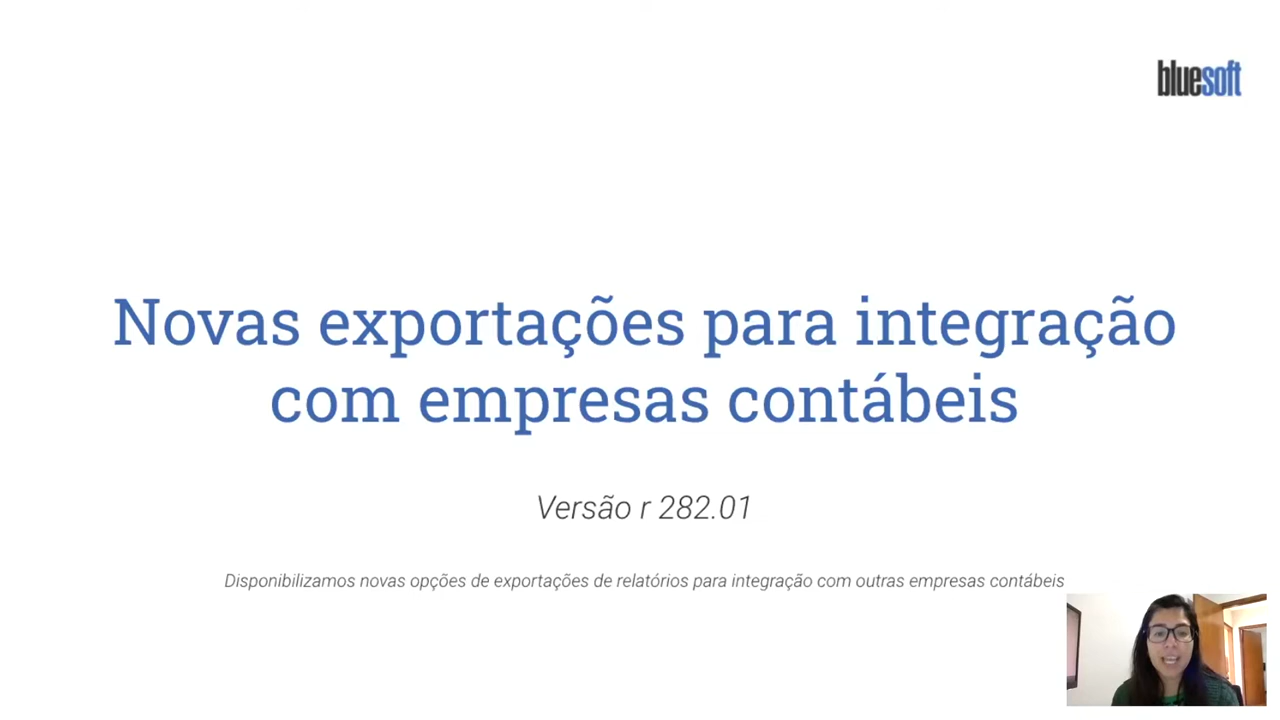 bluesoft
Novas exportações para integração
com empresas contábeis
Versão r 282.01
Disponibilizamos novas opções de exportações de relatórios para integração com outras empresas contábeis